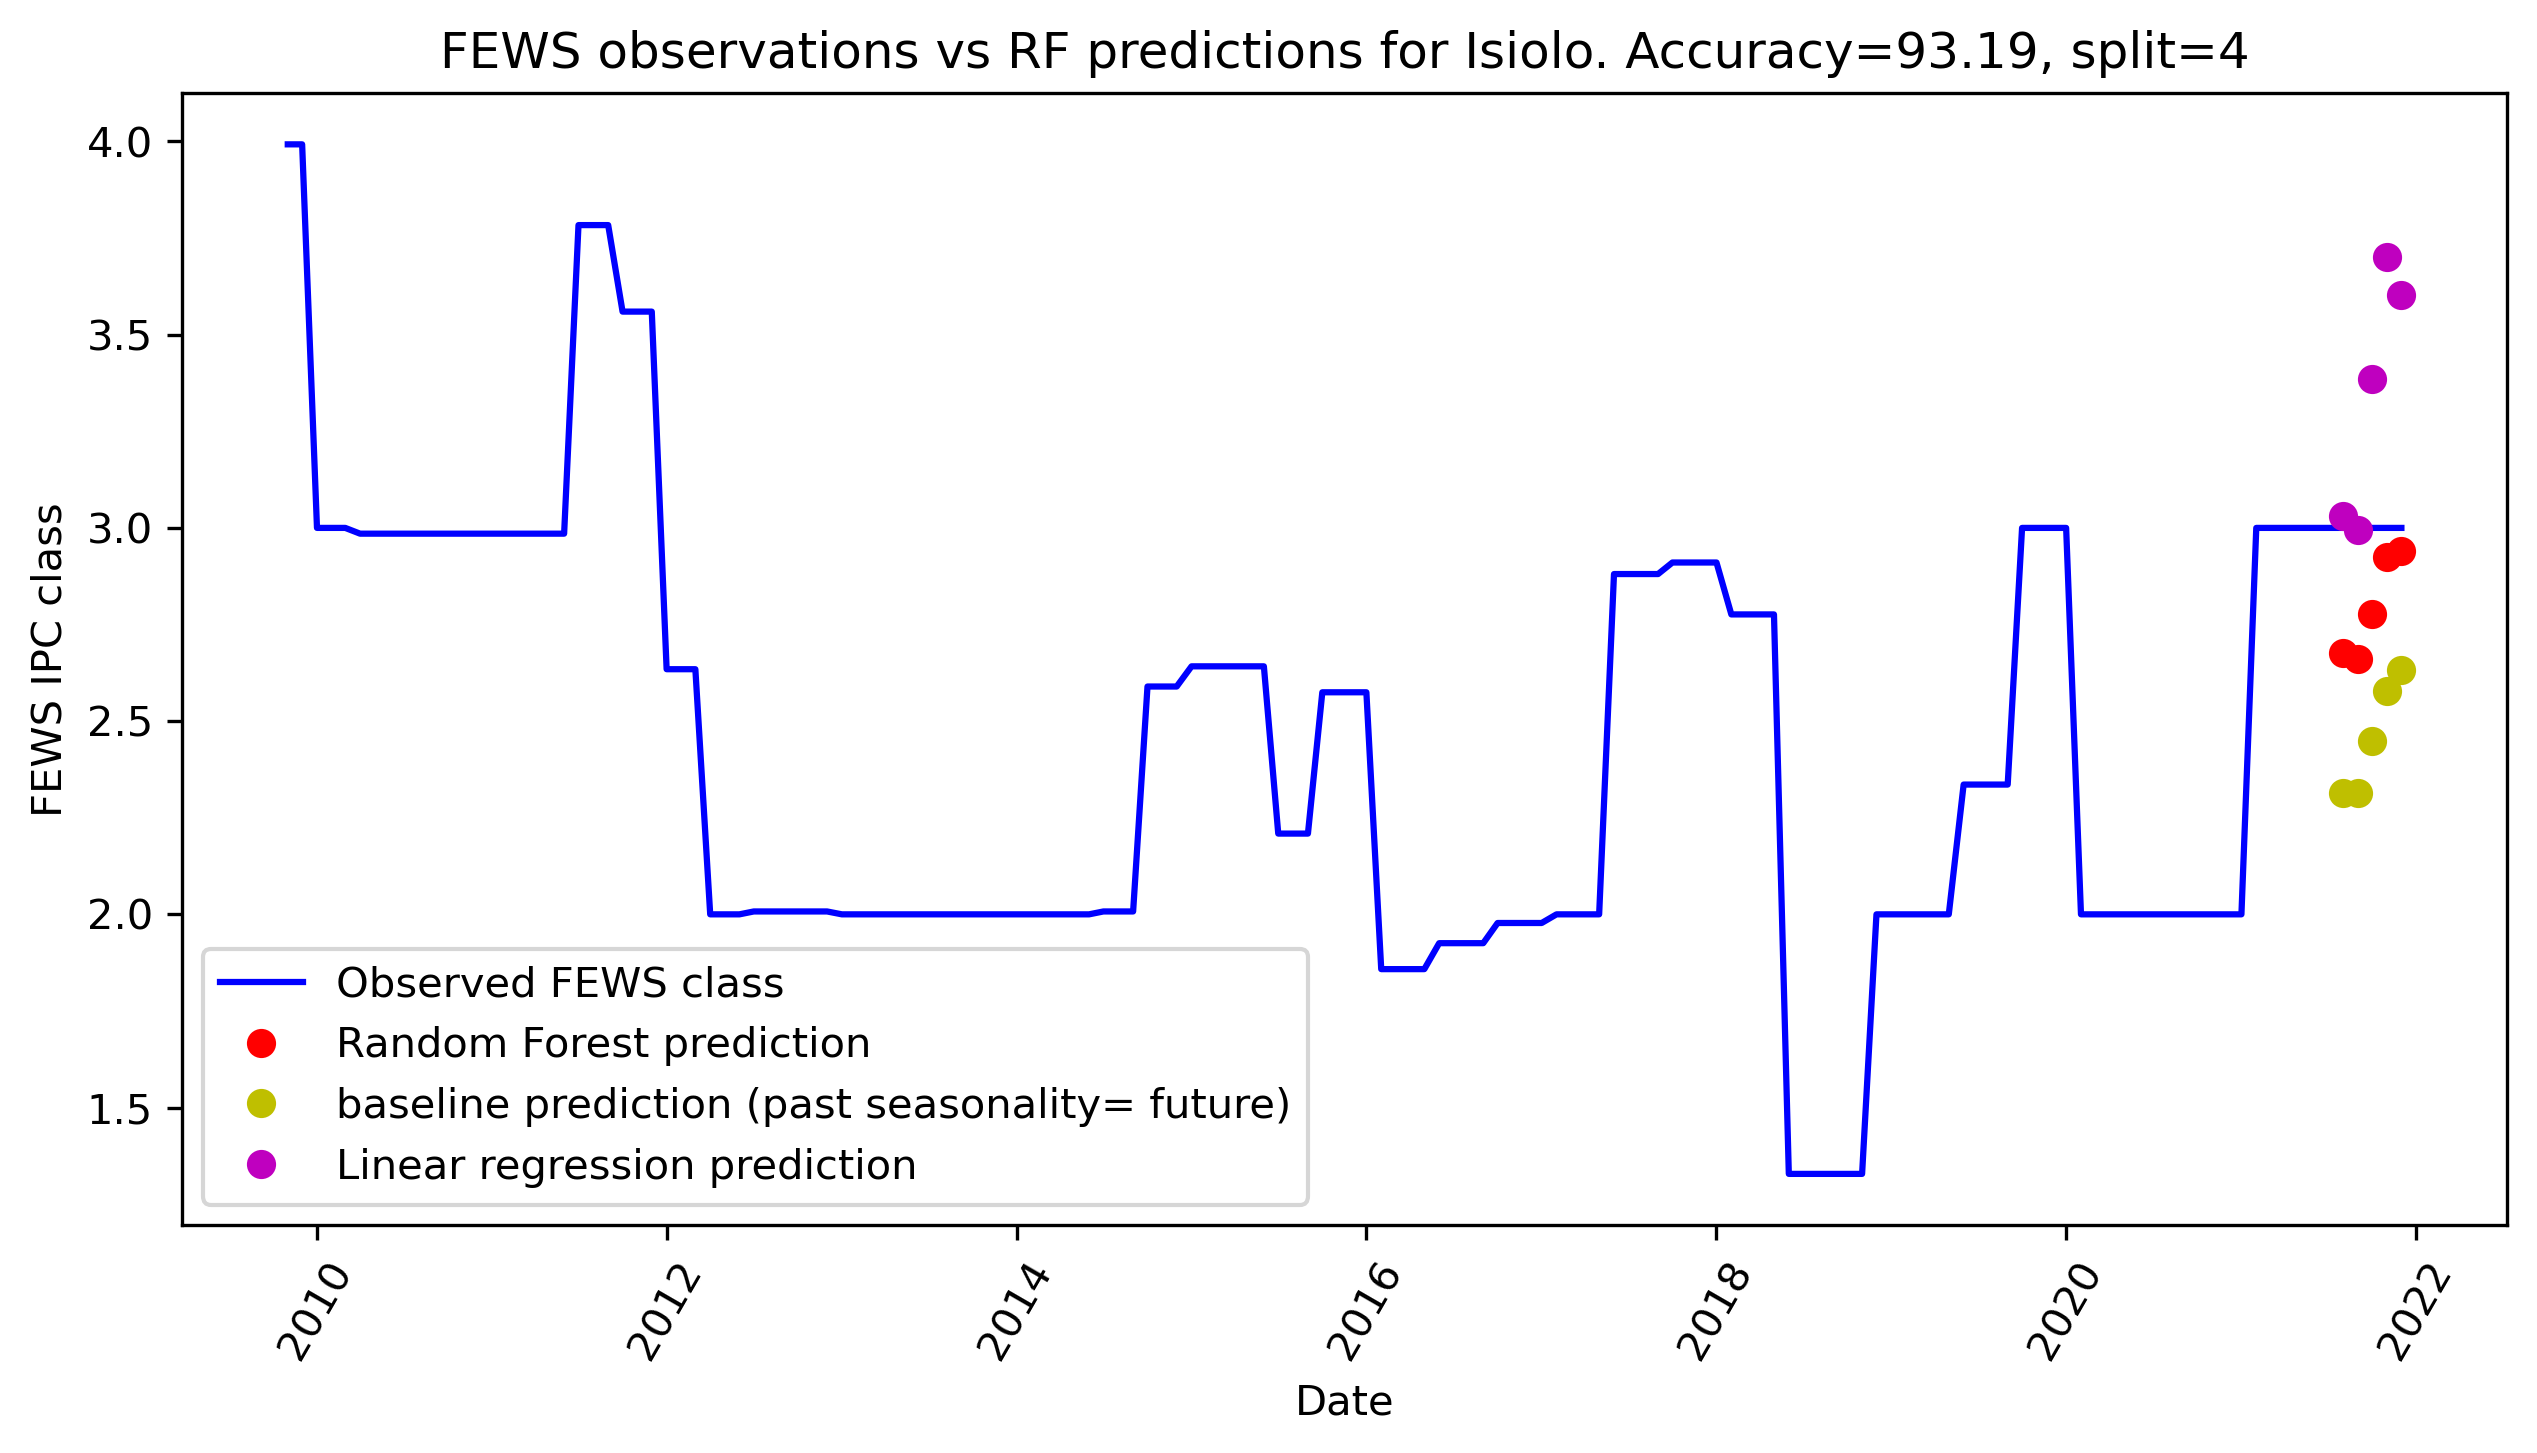 FEWS observations vs RF predictions for Isiolo. Accuracy=93.19, split=4
FEWS IPC class
4.0
3.5
3.0
2.5
2.0
1.5
Observed FEWS class
Random Forest prediction
baseline prediction (past seasonality= future)
Linear regression prediction
2010
2012
2014
2016
2018
2020
2022
Date